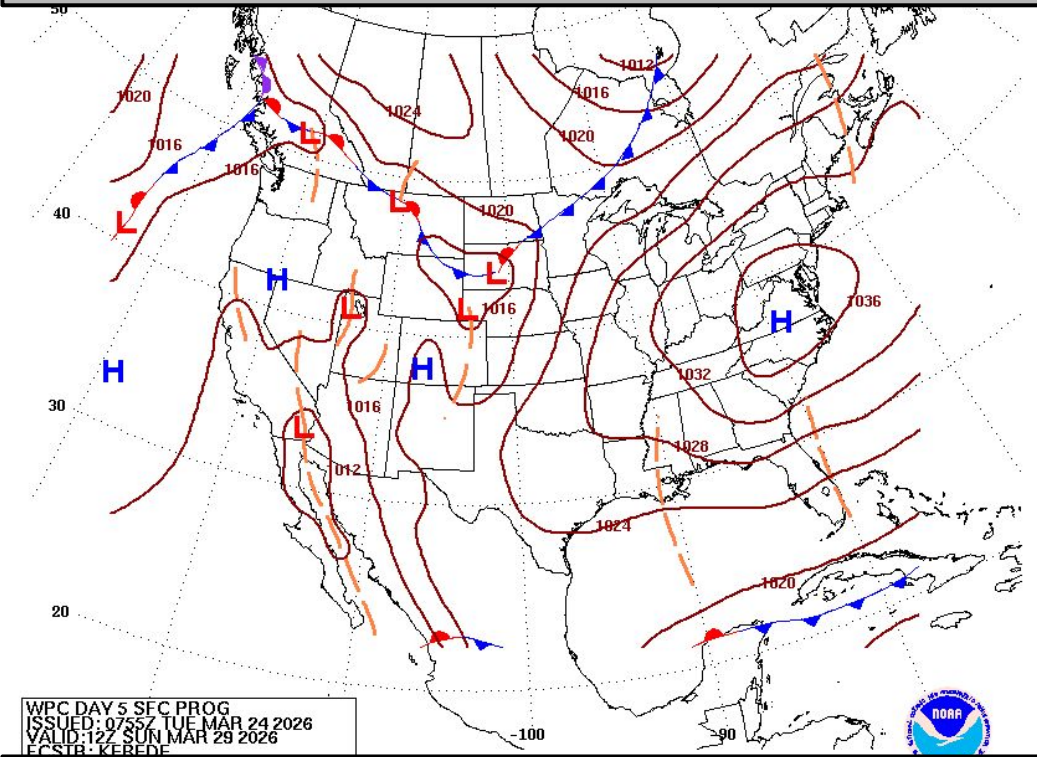 50
1012
1020
1024
1016
1020
1016
1016
40
1020
1036
1016
1032
30
1016
1028
012
1024
1020
20
H
H
H
H
L
L
L
L
L
L
L
WPC DAY 5 SFC PROG
ISSUED: 0755Z TUE MAR 24 2026
VALID:12Z SUN MAR 29 2026
-100
-90
NOAA